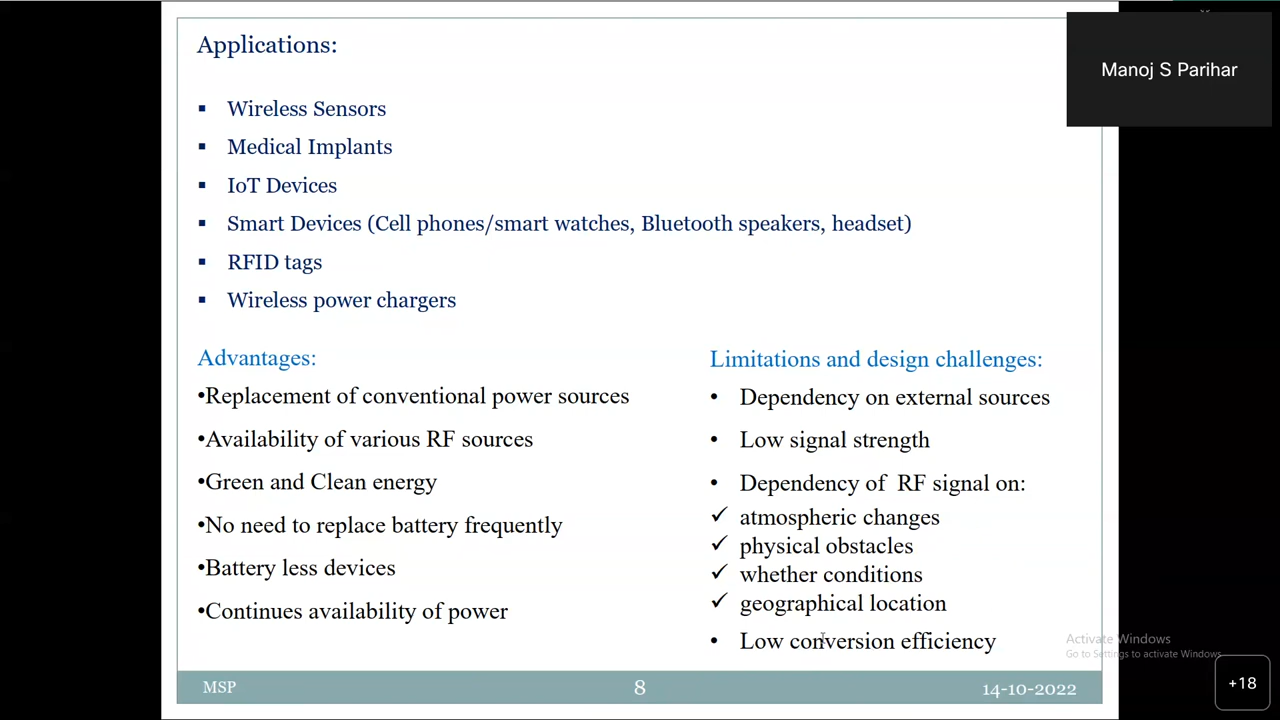 Applications:
Manoj S Parihar
▪ Wireless Sensors
▪ Medical Implants
▪ IoT Devices
▪ Smart Devices (Cell phones/smart watches, Bluetooth speakers, headset)
▪ RFID tags
▪ Wireless power chargers
Advantages:
•Replacement of conventional power sources
•Availability of various RF sources
•Green and Clean energy
•No need to replace battery frequently
•Battery less devices
•Continues availability of power
Limitations and design challenges:
• Dependency on external sources
• Low signal strength
• Dependency of RF signal on:
✓ atmospheric changes
✓ physical obstacles
✓ whether conditions
✓ geographical location
• Low conversion efficiency
Activate Windows
Go to Settings to activate Windows.
MSP
8
14-10-2022
+18